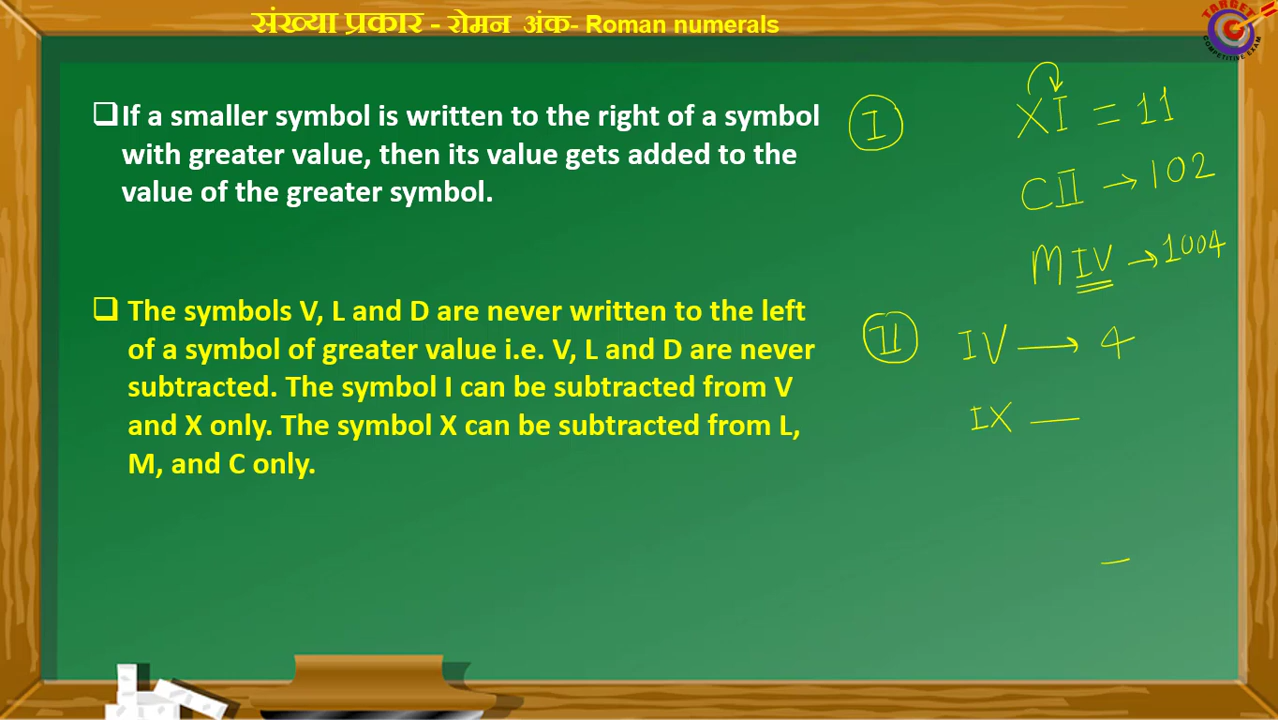 संख्या प्रकार - रोमन अंक- Roman numerals
TARGET
COMPETITIVE EXAM
❑If a smaller symbol is written to the right of a symbol
with greater value, then its value gets added to the
value of the greater symbol.
I
XI = 11
CII → 102
MIV → 1004
❑ The symbols V, L and D are never written to the left
of a symbol of greater value i.e. V, L and D are never
subtracted. The symbol I can be subtracted from V
and X only. The symbol X can be subtracted from L,
M, and C only.
II
IV → 4
IX —
—